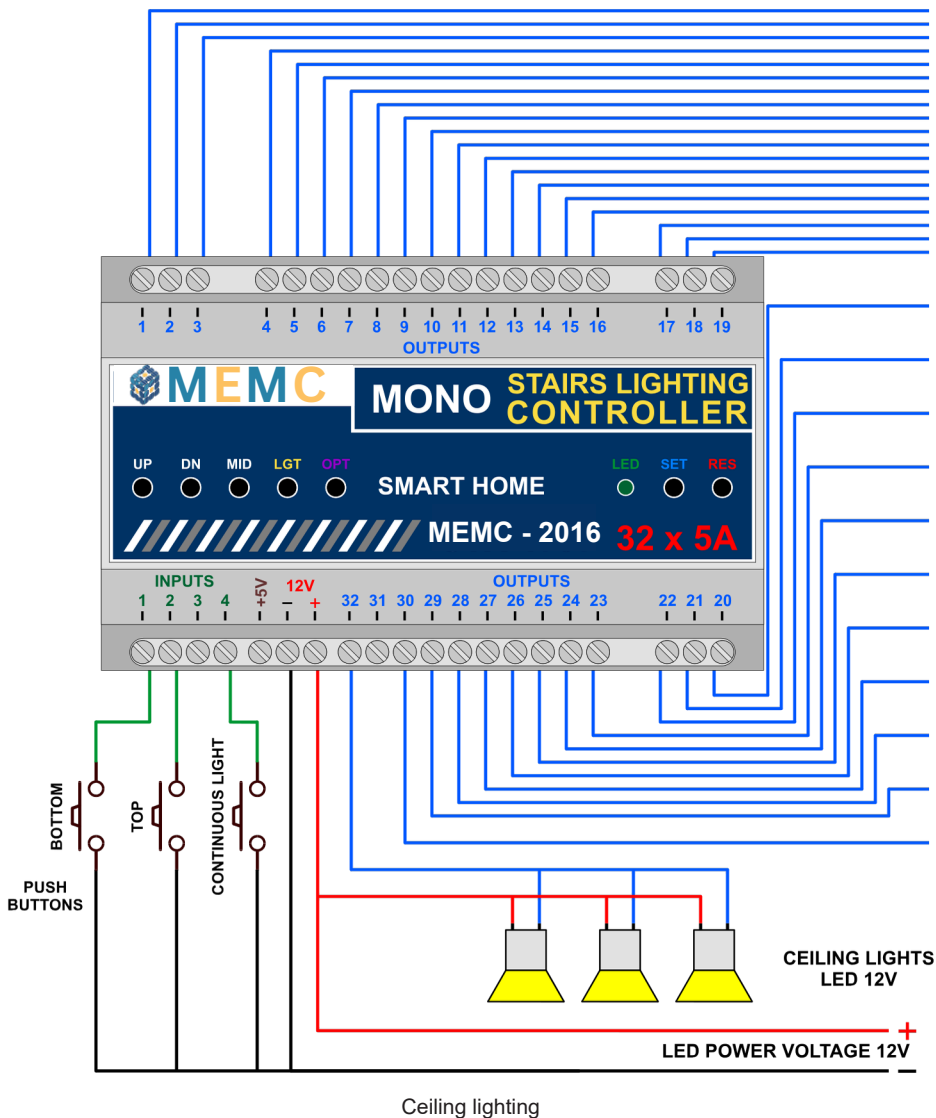 1 2 3 4 5 6 7 8 9 10 11 12 13 14 15 16 17 18 19
OUTPUTS
MEMC
MONO
STAIRS LIGHTING
CONTROLLER
UP DN MID LGT OPT
SMART HOME
LED SET RES
MEMC - 2016
32 x 5A
INPUTS
1 2 3 4
+5V
12V
– +
OUTPUTS
32 31 30 29 28 27 26 25 24 23 22 21 20
BOTTOM
TOP
CONTINUOUS LIGHT
PUSH
BUTTONS
CEILING LIGHTS
LED 12V
+
LED POWER VOLTAGE 12V
–
Ceiling lighting